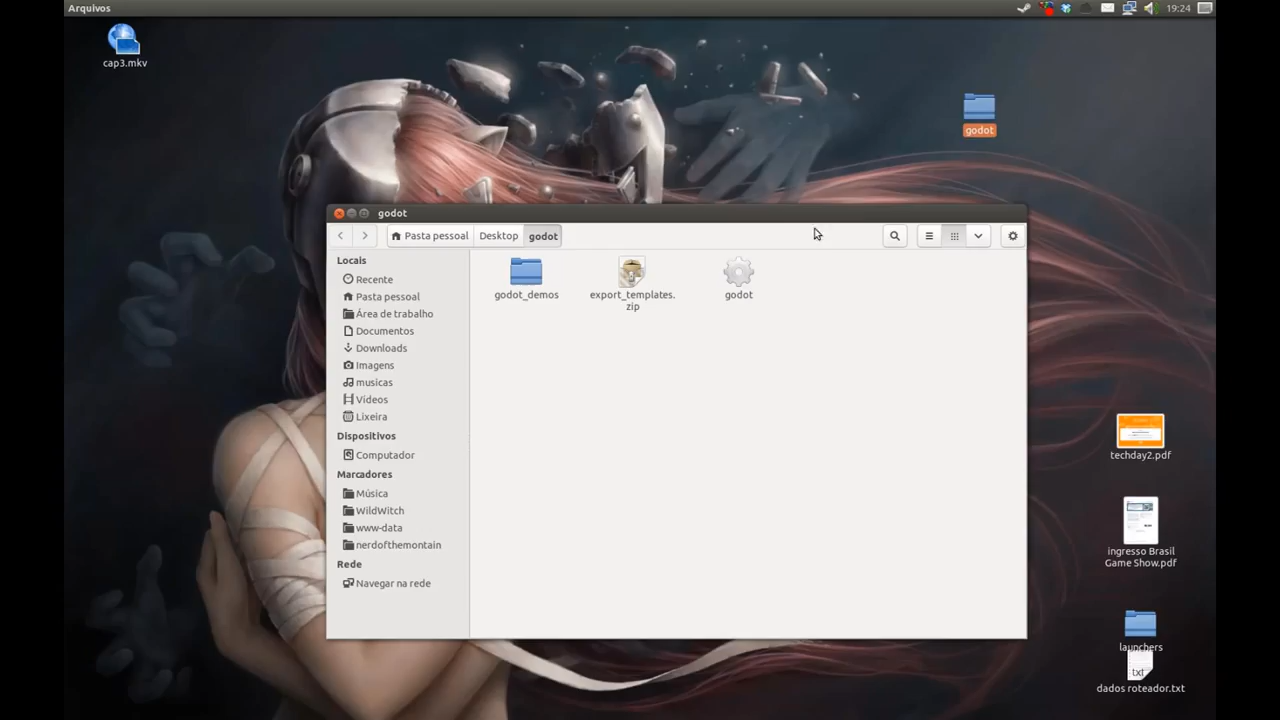 Arquivos
19:24
cap3.mkv
godot
godot
Pasta pessoal
Desktop
godot
Locais
Recente
Pasta pessoal
Área de trabalho
Documentos
Downloads
Imagens
musicas
Vídeos
Lixeira
Dispositivos
Computador
Marcadores
Música
WildWitch
www-data
nerdofthemontain
Rede
Navegar na rede
godot_demos
export_templates.
zip
godot
techday2.pdf
ingresso Brasil
Game Show.pdf
launchers
txt
dados roteador.txt